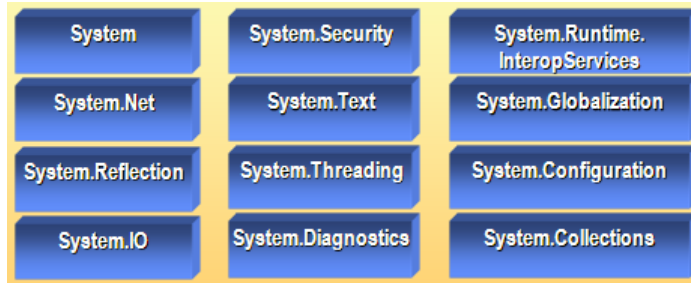 System
System.Security
System.Runtime.
InteropServices
System.Net
System.Text
System.Globalization
System.Reflection
System.Threading
System.Configuration
System.IO
System.Diagnostics
System.Collections